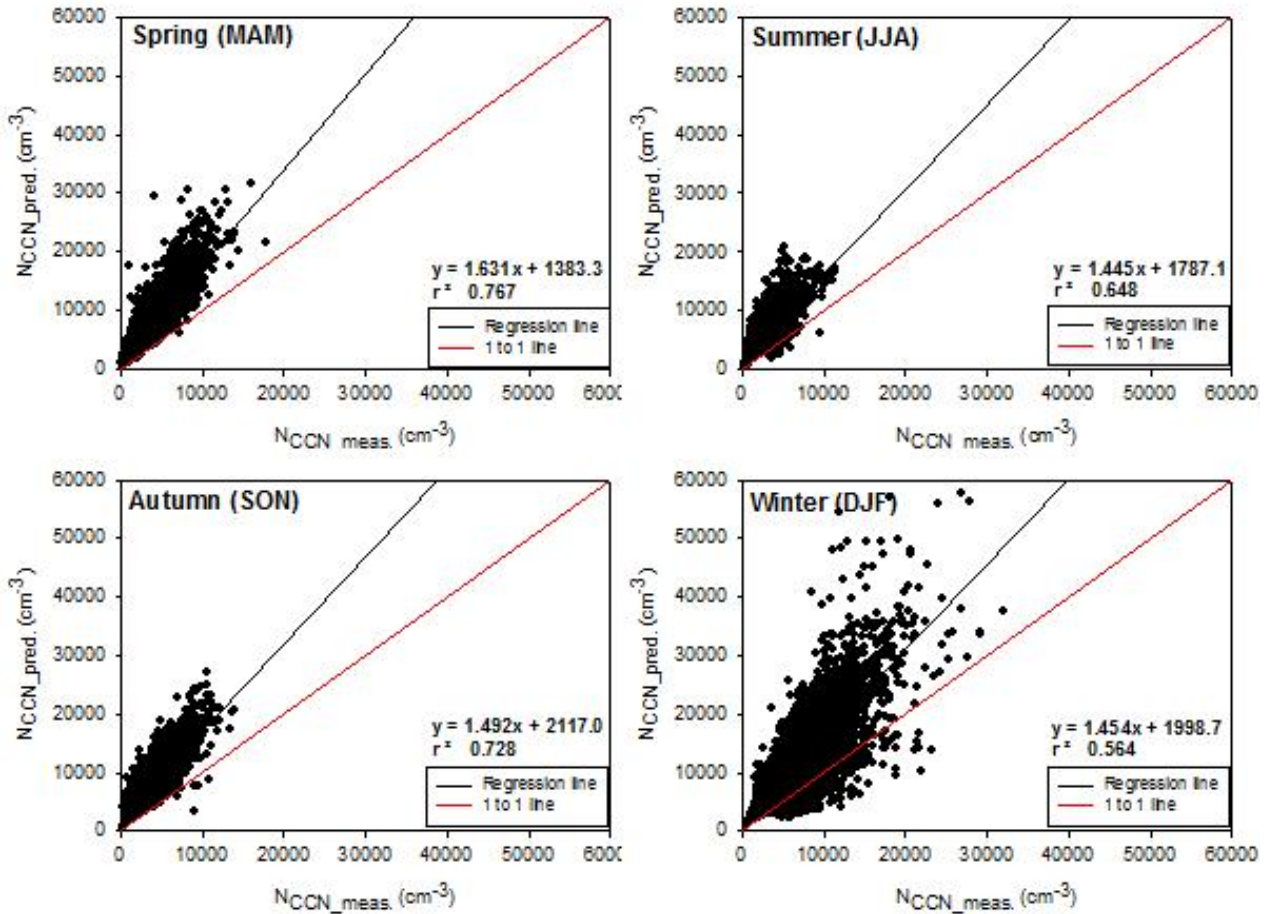 60000
50000
40000
30000
20000
10000
0
Spring (MAM)
NCCN_pred. (cm-3)
y = 1.631x + 1383.3
r ² 0.767
Regression line
1 to 1 line
0 10000 20000 30000 40000 50000 60000
NCCN_meas. (cm-3)
60000
50000
40000
30000
20000
10000
0
Summer (JJA)
NCCN_pred. (cm-3)
y = 1.445x + 1787.1
r ² 0.648
Regression line
1 to 1 line
0 10000 20000 30000 40000 50000 60000
NCCN_meas. (cm-3)
60000
50000
40000
30000
20000
10000
0
Autumn (SON)
NCCN_pred. (cm-3)
y = 1.492x + 2117.0
r ² 0.728
Regression line
1 to 1 line
0 10000 20000 30000 40000 50000 60000
NCCN_meas. (cm-3)
60000
50000
40000
30000
20000
10000
0
Winter (DJF)
NCCN_pred. (cm-3)
y = 1.454x + 1998.7
r ² 0.564
Regression line
1 to 1 line
0 10000 20000 30000 40000 50000 60000
NCCN_meas. (cm-3)